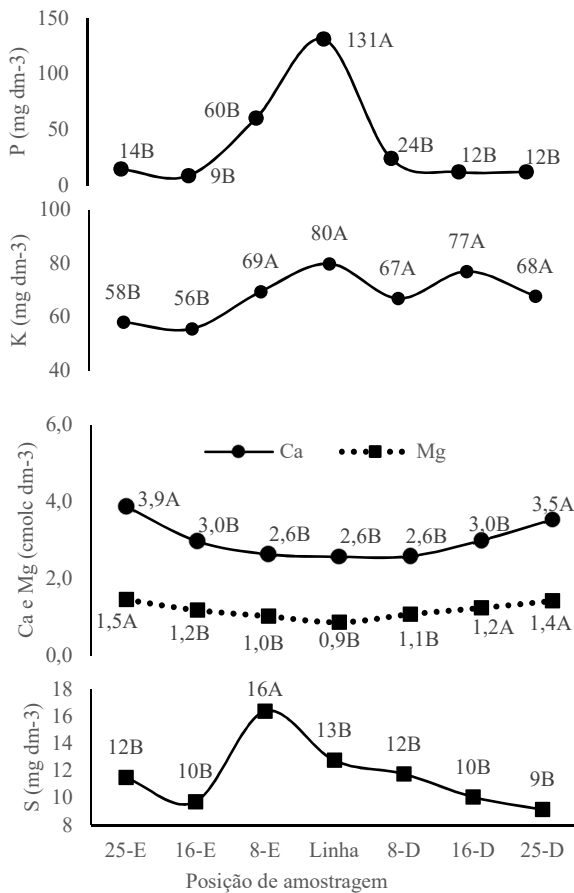 P (mg dm-3)
150
100
50
0
14B
9B
60B
131A
24B
12B
12B
K (mg dm-3)
100
80
60
40
58B
56B
69A
80A
67A
77A
68A
Ca e Mg (cmolc dm-3)
6,0
4,0
2,0
0,0
Ca
Mg
3,9A
3,0B
2,6B
2,6B
2,6B
3,0B
3,5A
1,5A
1,2B
1,0B
0,9B
1,1B
1,2A
1,4A
S (mg dm-3)
18
16
14
12
10
8
12B
10B
16A
13B
12B
10B
9B
25-E 16-E 8-E Linha 8-D 16-D 25-D
Posição de amostragem